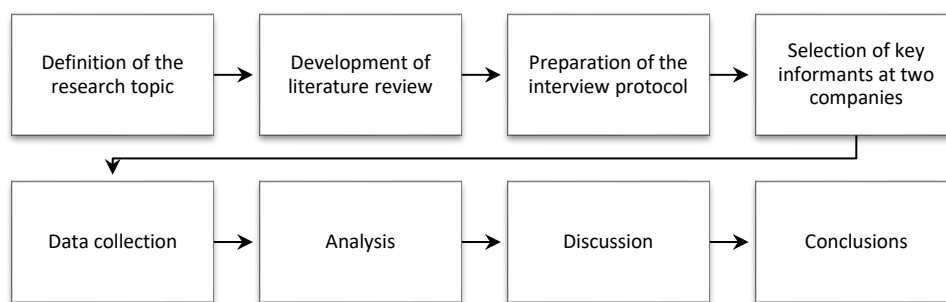 Definition of the
research topic
Development of
literature review
Preparation of the
interview protocol
Selection of key
informants at two
companies
Data collection
Analysis
Discussion
Conclusions